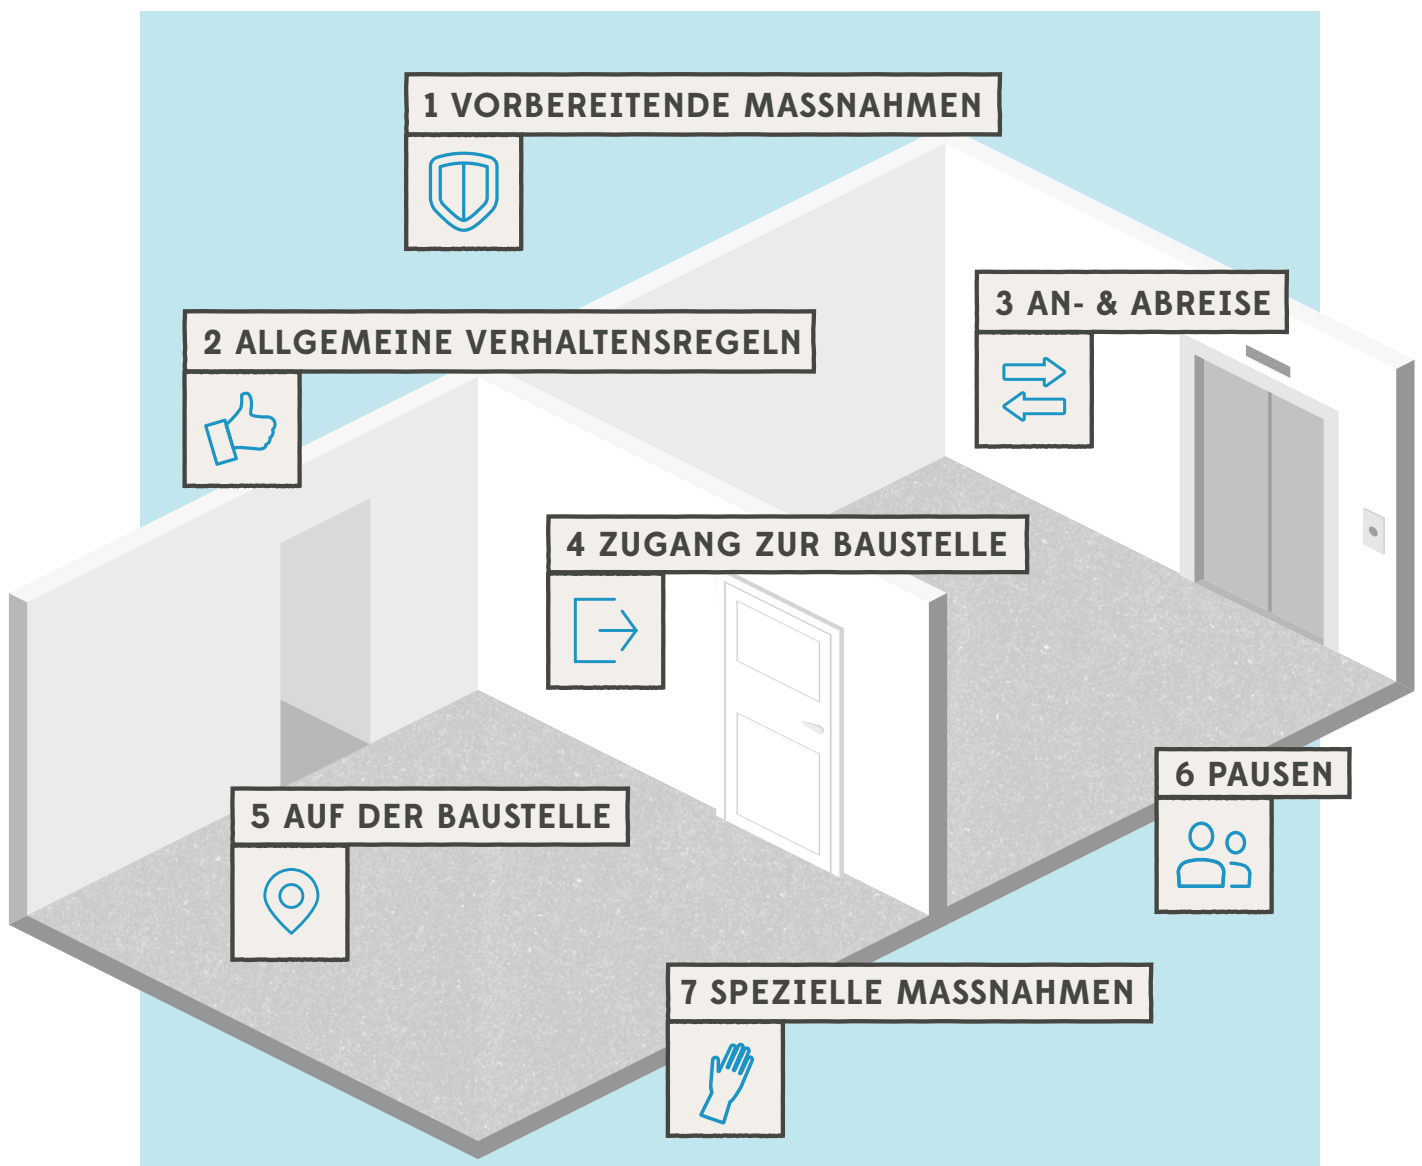 1 VORBEREITENDE MASSNAHMEN
2 ALLGEMEINE VERHALTENSREGELN
3 AN- & ABREISE
4 ZUGANG ZUR BAUSTELLE
5 AUF DER BAUSTELLE
6 PAUSEN
7 SPEZIELLE MASSNAHMEN